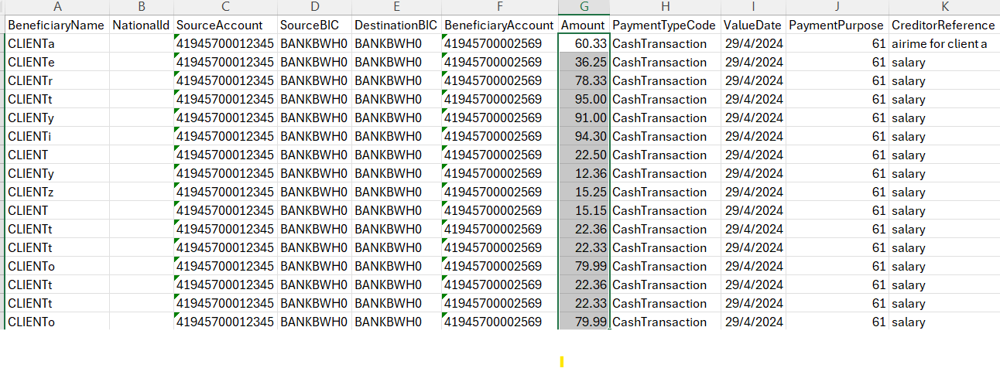 A B C D E F G H I J K
BeneficiaryName NationalId SourceAccount SourceBIC DestinationBIC BeneficiaryAccount Amount PaymentTypeCode ValueDate PaymentPurpose CreditorReference
CLIENTa 41945700012345 BANKBWH0 BANKBWH0 41945700002569 60.33 CashTransaction 29/4/2024 61 airime for client a
CLIENTe 41945700012345 BANKBWH0 BANKBWH0 41945700002569 36.25 CashTransaction 29/4/2024 61 salary
CLIENTr 41945700012345 BANKBWH0 BANKBWH0 41945700002569 78.33 CashTransaction 29/4/2024 61 salary
CLIENTt 41945700012345 BANKBWH0 BANKBWH0 41945700002569 95.00 CashTransaction 29/4/2024 61 salary
CLIENTy 41945700012345 BANKBWH0 BANKBWH0 41945700002569 91.00 CashTransaction 29/4/2024 61 salary
CLIENTi 41945700012345 BANKBWH0 BANKBWH0 41945700002569 94.30 CashTransaction 29/4/2024 61 salary
CLIENT 41945700012345 BANKBWH0 BANKBWH0 41945700002569 22.50 CashTransaction 29/4/2024 61 salary
CLIENTy 41945700012345 BANKBWH0 BANKBWH0 41945700002569 12.36 CashTransaction 29/4/2024 61 salary
CLIENTz 41945700012345 BANKBWH0 BANKBWH0 41945700002569 15.25 CashTransaction 29/4/2024 61 salary
CLIENT 41945700012345 BANKBWH0 BANKBWH0 41945700002569 15.15 CashTransaction 29/4/2024 61 salary
CLIENTt 41945700012345 BANKBWH0 BANKBWH0 41945700002569 22.36 CashTransaction 29/4/2024 61 salary
CLIENTt 41945700012345 BANKBWH0 BANKBWH0 41945700002569 22.33 CashTransaction 29/4/2024 61 salary
CLIENTo 41945700012345 BANKBWH0 BANKBWH0 41945700002569 79.99 CashTransaction 29/4/2024 61 salary
CLIENTt 41945700012345 BANKBWH0 BANKBWH0 41945700002569 22.36 CashTransaction 29/4/2024 61 salary
CLIENTt 41945700012345 BANKBWH0 BANKBWH0 41945700002569 22.33 CashTransaction 29/4/2024 61 salary
CLIENTo 41945700012345 BANKBWH0 BANKBWH0 41945700002569 79.99 CashTransaction 29/4/2024 61 salary